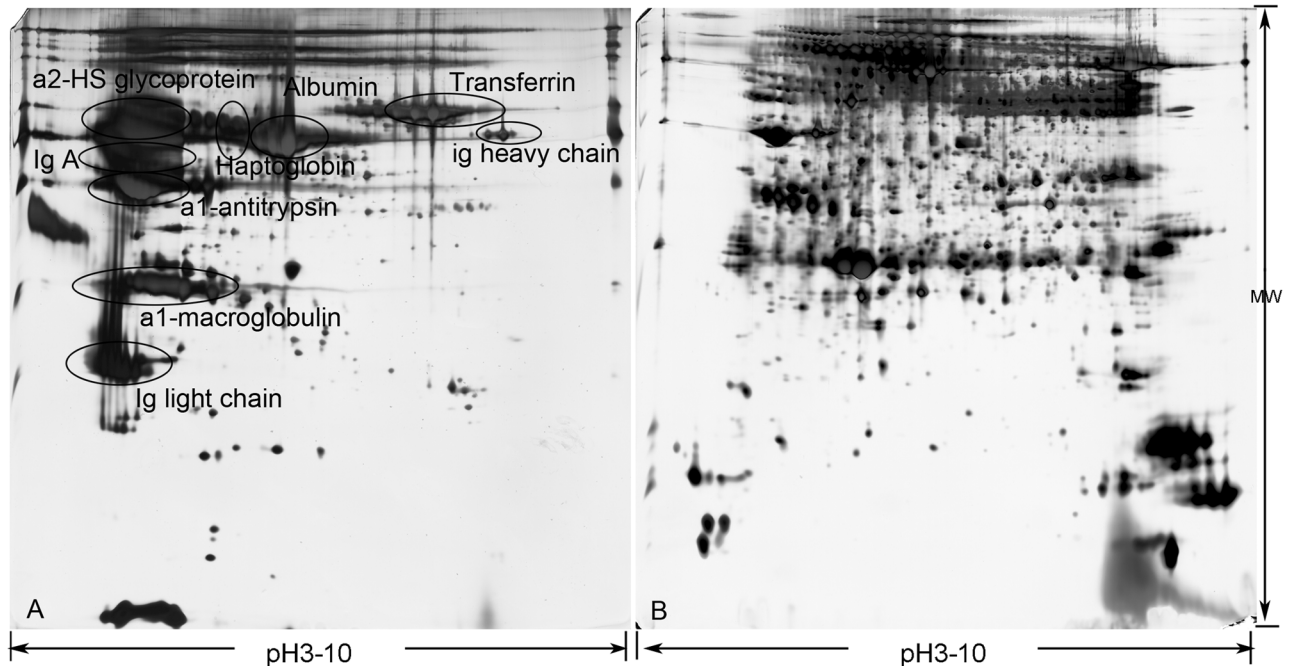 a2-HS glycoprotein
Albumin
Transferrin
Ig A
Haptoglobin
ig heavy chain
a1-antitrypsin
a1-macroglobulin
Ig light chain
MW
A
B
pH3-10
pH3-10